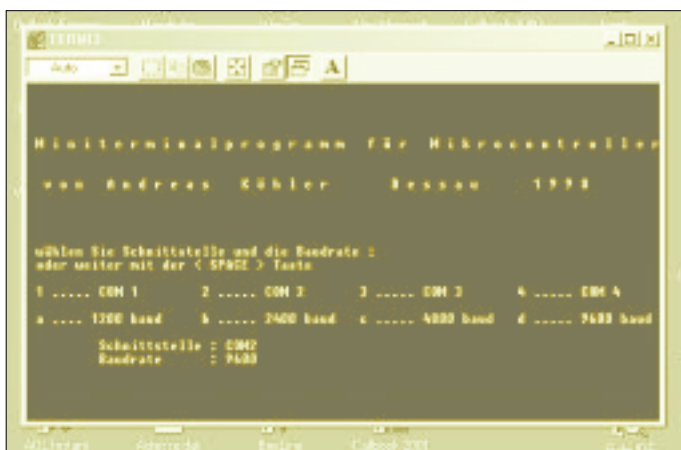 Auto
A
Miniterminalprogramm für Mikrocontroller
von Andreas Köhler Dessau 1998
wählen Sie Schnittstelle und die Baudrate :
oder weiter mit der < SPACE > Taste
1 ..... COM 1 2 ..... COM 2 3 ..... COM 3 4 ..... COM 4
a .... 1200 baud b ..... 2400 baud c ..... 4800 baud d ..... 9600 baud
Schnittstelle : COM2
Baudrate : 9600